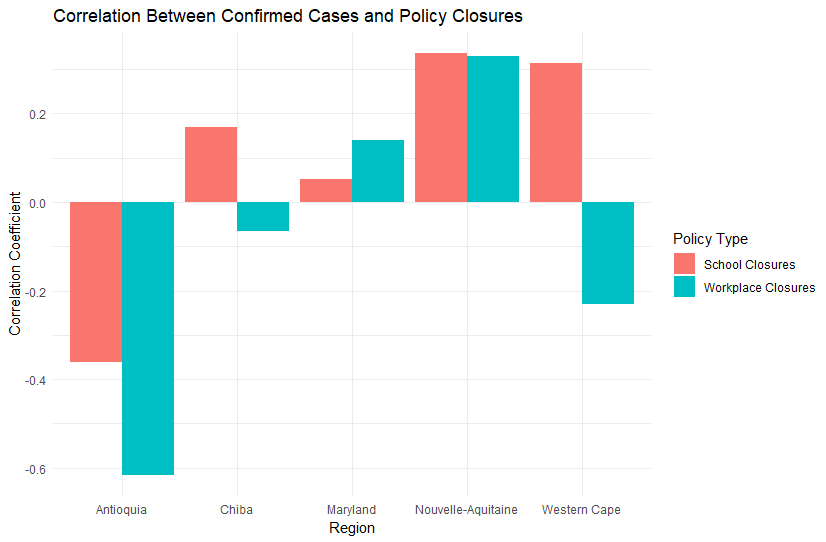 Correlation Between Confirmed Cases and Policy Closures
Correlation Coefficient
0.2
0.0
-0.2
-0.4
-0.6
Antioquia
Chiba
Maryland
Nouvelle-Aquitaine
Western Cape
Region
Policy Type
School Closures
Workplace Closures